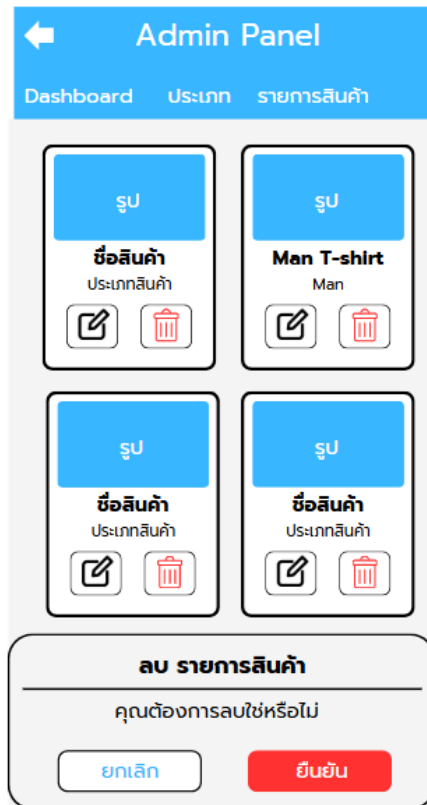 Admin Panel
Dashboard ประเภท รายการสินค้า
รูป รูป
ชื่อสินค้า Man T-shirt
ประเภทสินค้า Man
รูป รูป
ชื่อสินค้า ชื่อสินค้า
ประเภทสินค้า ประเภทสินค้า
ลบ รายการสินค้า
คุณต้องการลบใช่หรือไม่
ยกเลิก ยืนยัน